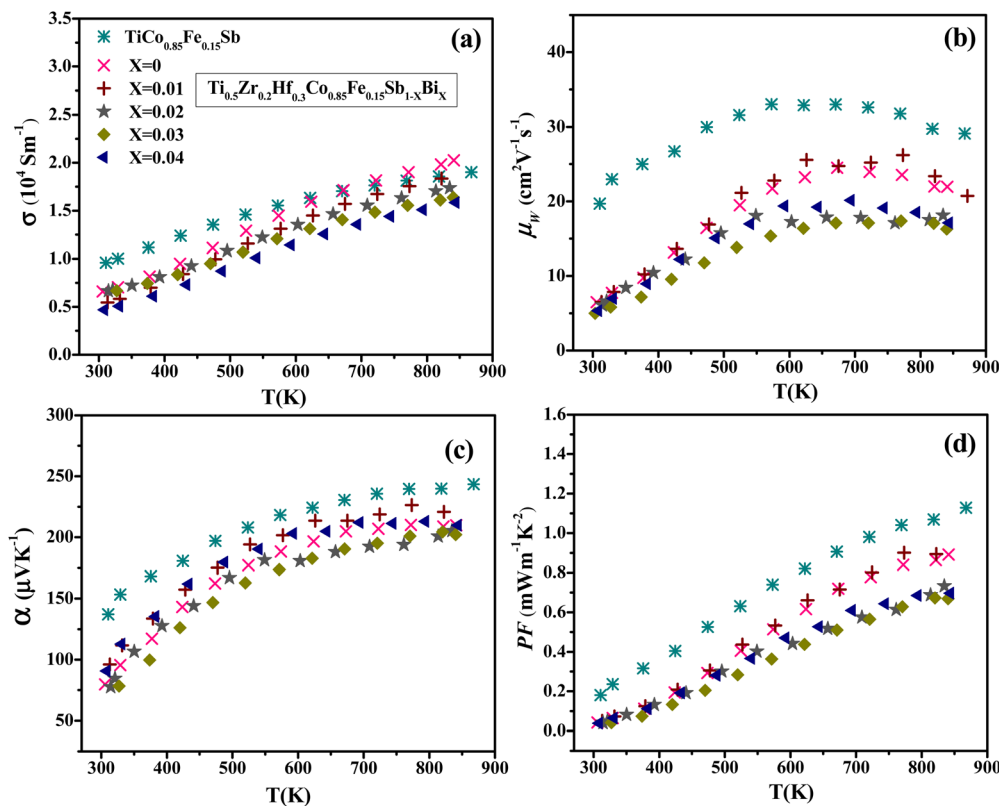 (a)
3.5
3.0
2.5
2.0
1.5
1.0
0.5
0.0
σ (10⁴ Sm⁻¹)
TiCo₀.₈₅Fe₀.₁₅Sb
X=0
X=0.01
X=0.02
X=0.03
X=0.04
Ti₀.₅Zr₀.₂Hf₀.₃Co₀.₈₅Fe₀.₁₅Sb₁₋ₓBiₓ
300 400 500 600 700 800 900
T(K)
(b)
40
30
20
10
0
μ_W (cm²V⁻¹s⁻¹)
300 400 500 600 700 800 900
T(K)
(c)
300
250
200
150
100
50
α (μVK⁻¹)
300 400 500 600 700 800 900
T(K)
(d)
1.6
1.4
1.2
1.0
0.8
0.6
0.4
0.2
0.0
PF (mWm⁻¹K⁻²)
300 400 500 600 700 800 900
T(K)